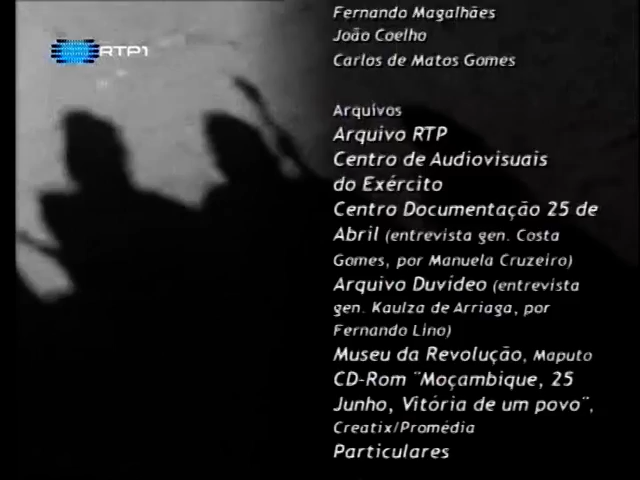 RTP1
Fernando Magalhães
João Coelho
Carlos de Matos Gomes
Arquivos
Arquivo RTP
Centro de Audiovisuais
do Exército
Centro Documentação 25 de
Abril (entrevista gen. Costa
Gomes, por Manuela Cruzeiro)
Arquivo Duvídeo (entrevista
gen. Kaulza de Arriaga, por
Fernando Lino)
Museu da Revolução, Maputo
CD-Rom ¨Moçambique, 25
Junho, Vitória de um povo¨,
Creatix/Promédia
Particulares